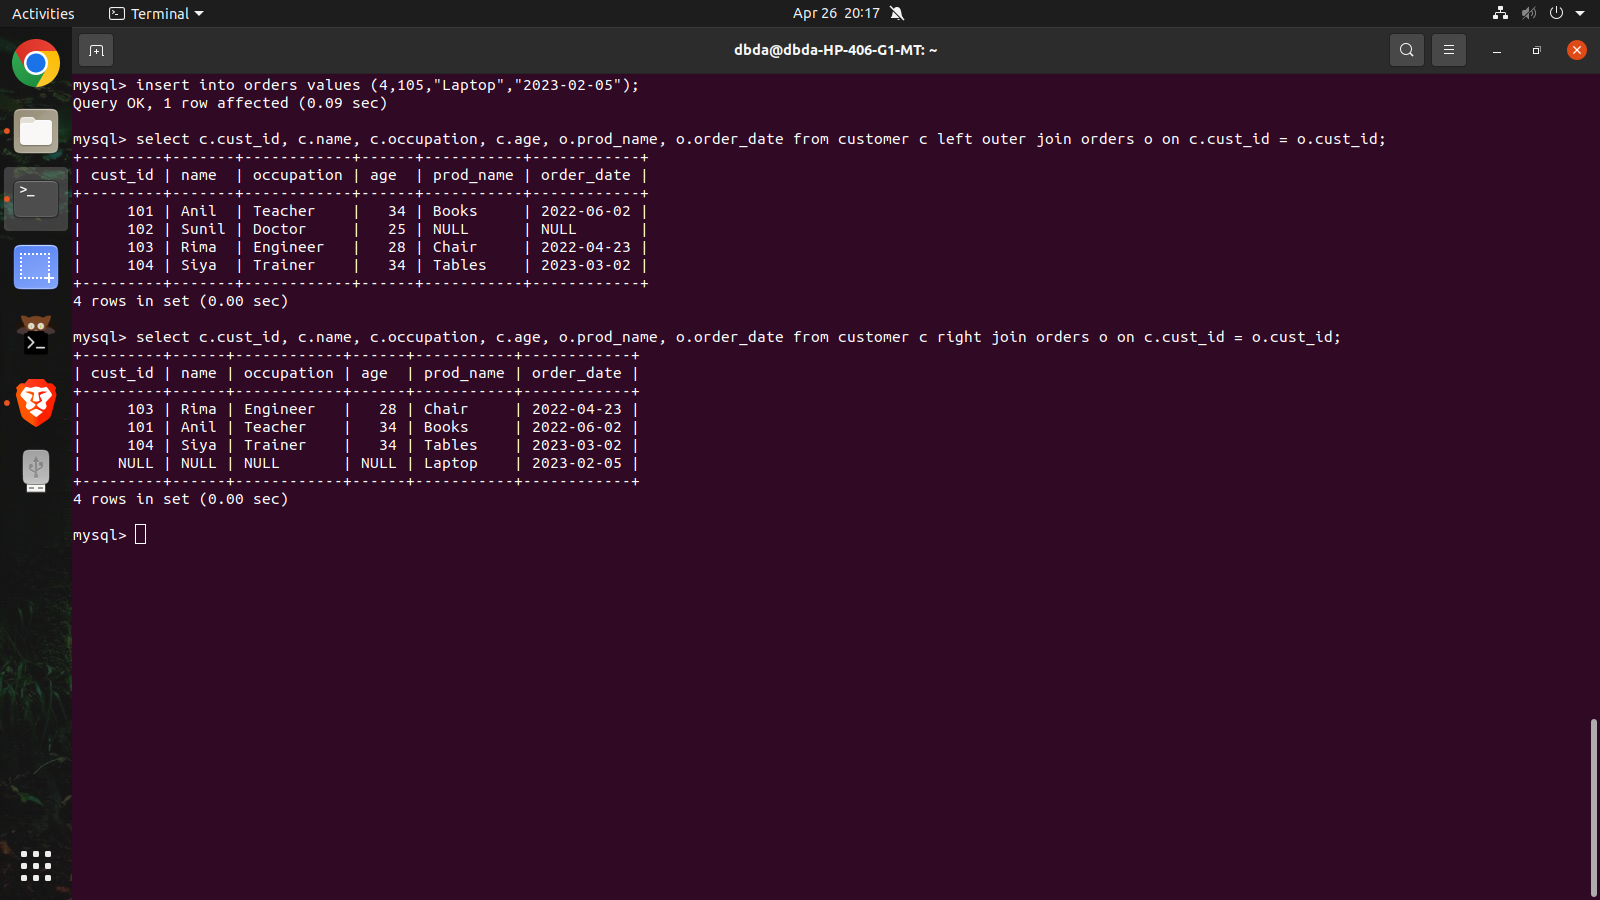 Activities Terminal Apr 26 20:17
dbda@dbda-HP-406-G1-MT: ~
mysql> insert into orders values (4,105,"Laptop","2023-02-05");
Query OK, 1 row affected (0.09 sec)
mysql> select c.cust_id, c.name, c.occupation, c.age, o.prod_name, o.order_date from customer c left outer join orders o on c.cust_id = o.cust_id;
+---------+-------+------------+------+-----------+------------+
| cust_id | name  | occupation | age  | prod_name | order_date |
+---------+-------+------------+------+-----------+------------+
|     101 | Anil  | Teacher    |   34 | Books     | 2022-06-02 |
|     102 | Sunil | Doctor     |   25 | NULL      | NULL       |
|     103 | Rima  | Engineer   |   28 | Chair     | 2022-04-23 |
|     104 | Siya  | Trainer    |   34 | Tables    | 2023-03-02 |
+---------+-------+------------+------+-----------+------------+
4 rows in set (0.00 sec)
mysql> select c.cust_id, c.name, c.occupation, c.age, o.prod_name, o.order_date from customer c right join orders o on c.cust_id = o.cust_id;
+---------+------+------------+------+-----------+------------+
| cust_id | name | occupation | age  | prod_name | order_date |
+---------+------+------------+------+-----------+------------+
|     103 | Rima | Engineer   |   28 | Chair     | 2022-04-23 |
|     101 | Anil | Teacher    |   34 | Books     | 2022-06-02 |
|     104 | Siya | Trainer    |   34 | Tables    | 2023-03-02 |
|    NULL | NULL | NULL       | NULL | Laptop    | 2023-02-05 |
+---------+------+------------+------+-----------+------------+
4 rows in set (0.00 sec)
mysql>